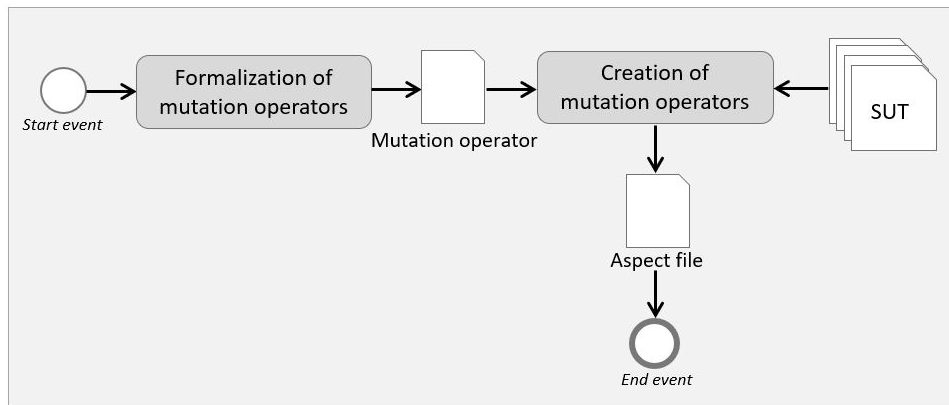 Start event
Formalization of
mutation operators
Mutation operator
Creation of
mutation operators
SUT
Aspect file
End event